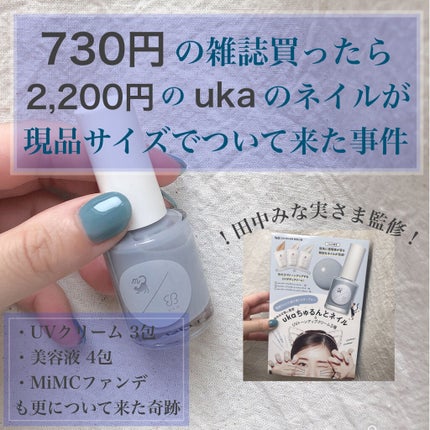 730円の雑誌買ったら
2,200円のukaのネイルが
現品サイズでついて来た事件
！田中みな実さま監修！
ukaちゅるんとネイル
・UVクリーム 3包
・美容液 4包
・MiMCファンデ
も更について来た奇跡